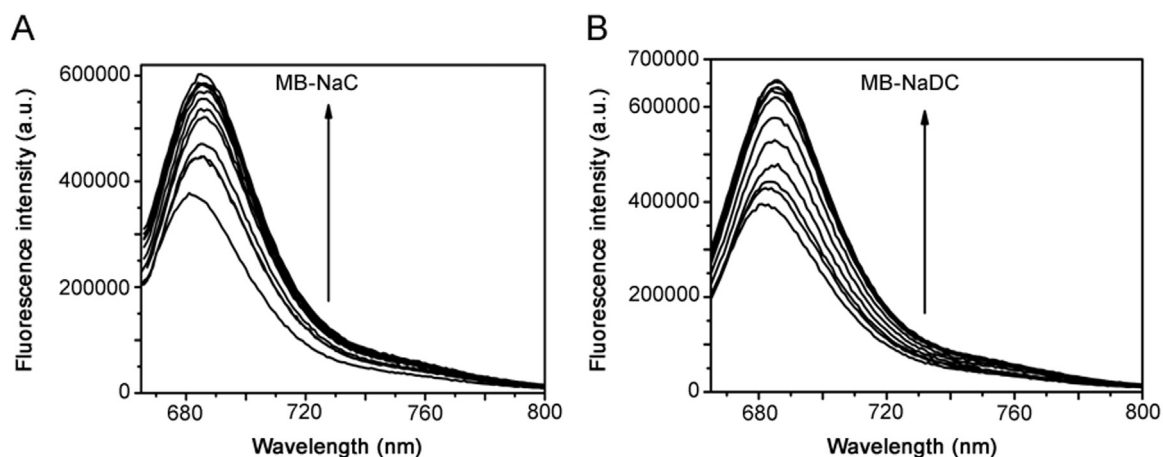 A
B
MB-NaC
600000
400000
200000
0
680
720
760
800
Fluorescence intensity (a.u.)
Wavelength (nm)
MB-NaDC
700000
600000
400000
200000
0
680
720
760
800
Fluorescence intensity (a.u.)
Wavelength (nm)